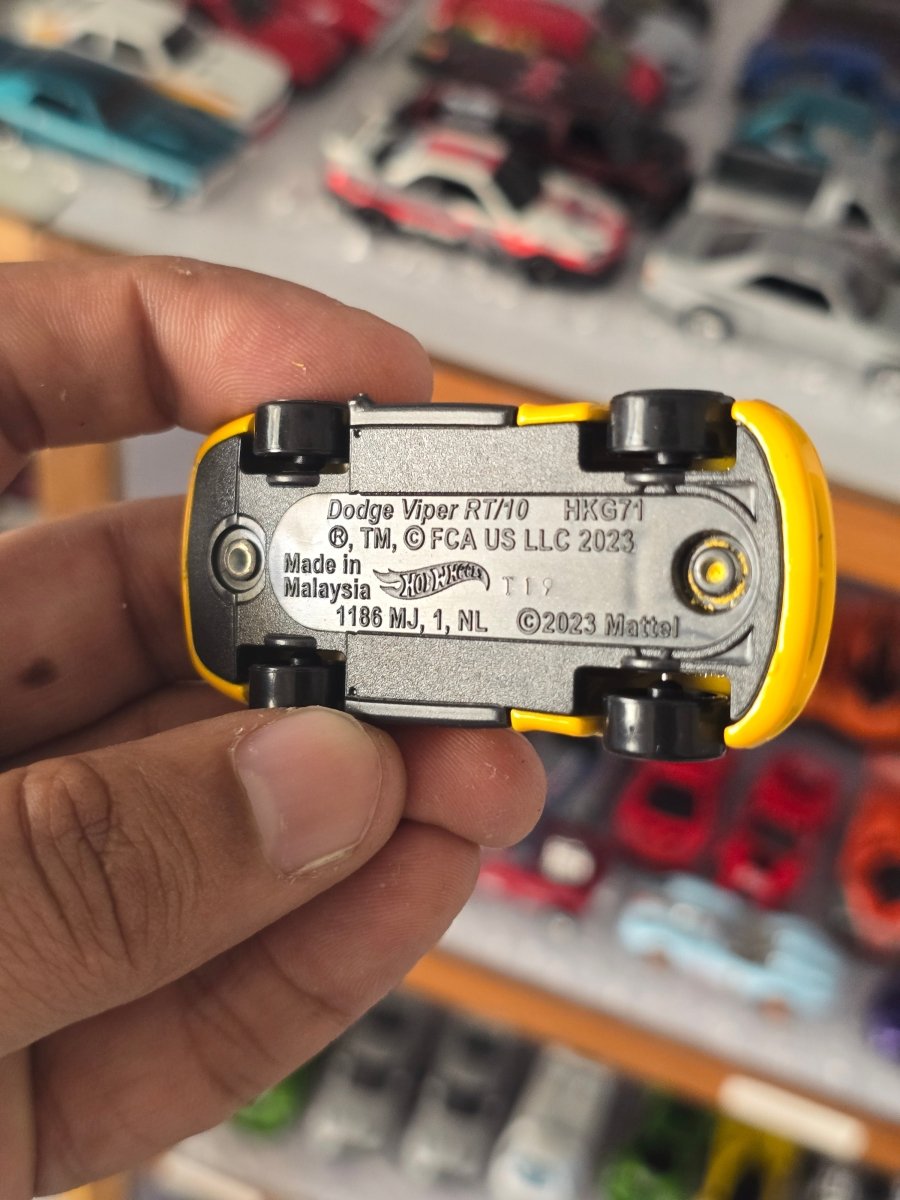 Dodge Viper RT/10 HKG71
®, TM, © FCA US LLC 2023
Made in
Malaysia
HOT WHEELS
T19
1186 MJ, 1, NL ©2023 Mattel